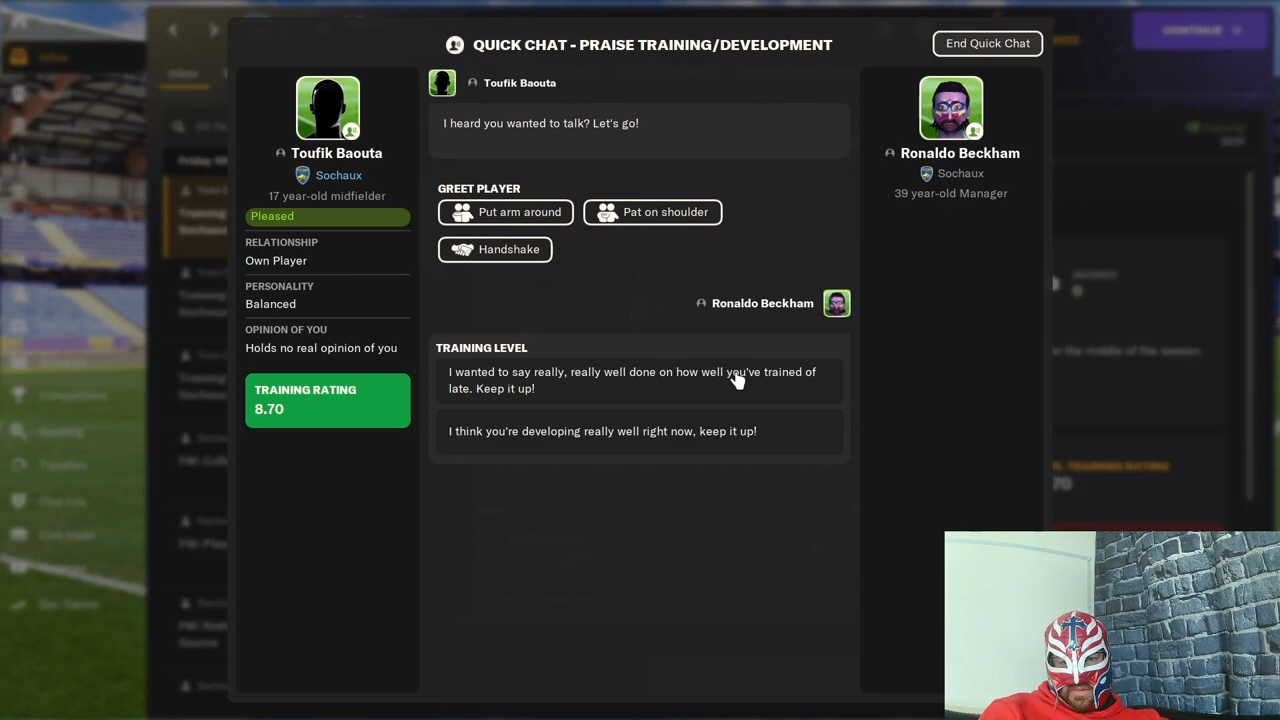 QUICK CHAT - PRAISE TRAINING/DEVELOPMENT
End Quick Chat
CONTINUE
Toufik Baouta
Sochaux
17 year-old midfielder
Pleased
RELATIONSHIP
Own Player
PERSONALITY
Balanced
OPINION OF YOU
Holds no real opinion of you
TRAINING RATING
8.70
Toufik Baouta
I heard you wanted to talk? Let's go!
GREET PLAYER
Put arm around
Pat on shoulder
Handshake
Ronaldo Beckham
TRAINING LEVEL
I wanted to say really, really well done on how well you've trained of
late. Keep it up!
I think you're developing really well right now, keep it up!
Ronaldo Beckham
Sochaux
39 year-old Manager